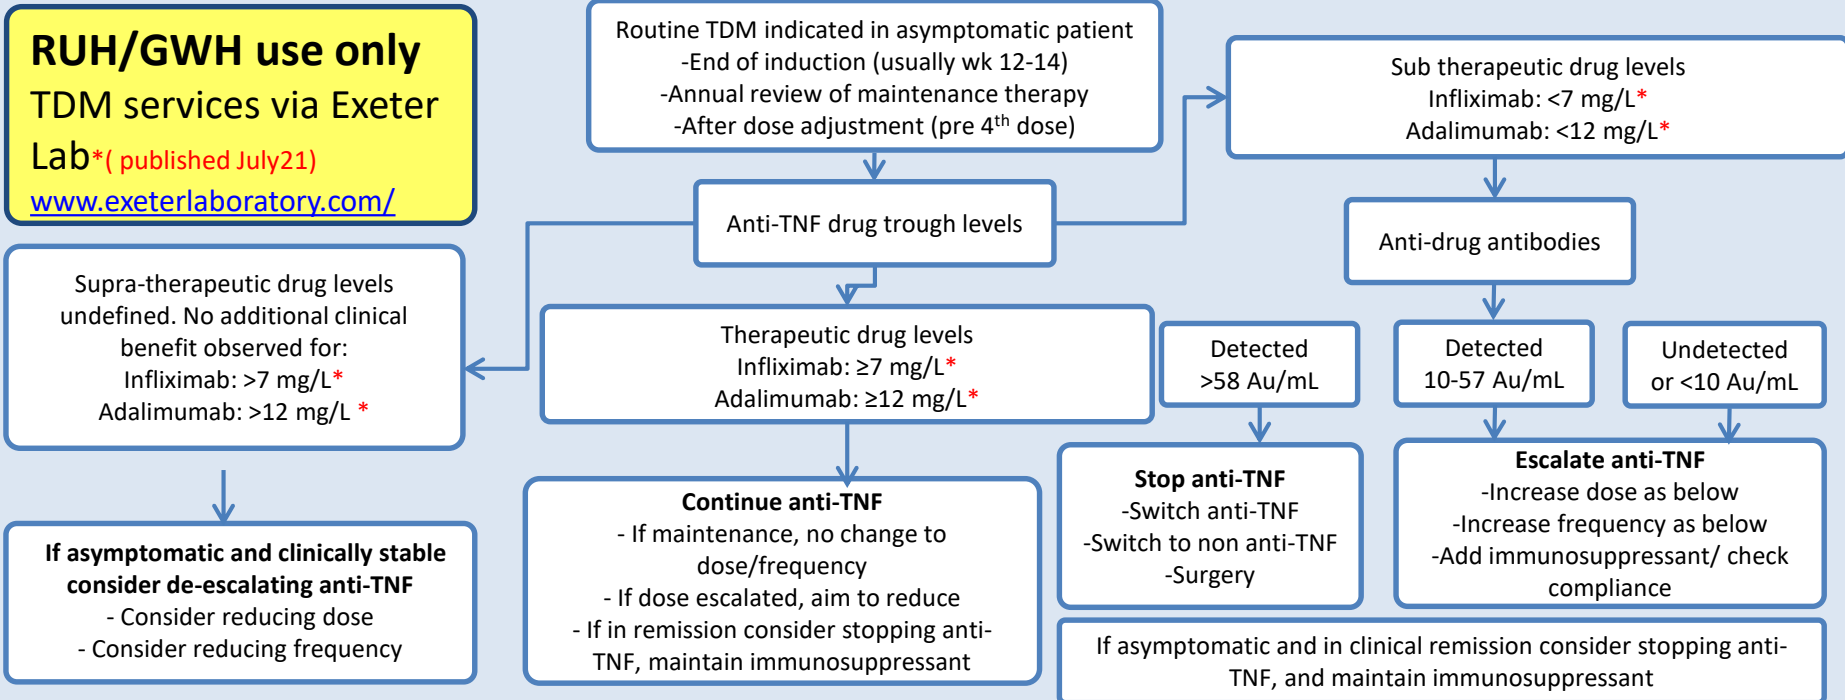 RUH/GWH use only
TDM services via Exeter
Lab*( published July21)
www.exeterlaboratory.com/
Routine TDM indicated in asymptomatic patient
-End of induction (usually wk 12-14)
-Annual review of maintenance therapy
-After dose adjustment (pre 4th dose)
Sub therapeutic drug levels
Infliximab: <7 mg/L*
Adalimumab: <12 mg/L*
Anti-TNF drug trough levels
Anti-drug antibodies
Supra-therapeutic drug levels
undefined. No additional clinical
benefit observed for:
Infliximab: >7 mg/L*
Adalimumab: >12 mg/L *
Therapeutic drug levels
Infliximab: ≥7 mg/L*
Adalimumab: ≥12 mg/L*
Detected
>58 Au/mL
Detected
10-57 Au/mL
Undetected
or <10 Au/mL
If asymptomatic and clinically stable
consider de-escalating anti-TNF
- Consider reducing dose
- Consider reducing frequency
Continue anti-TNF
- If maintenance, no change to
dose/frequency
- If dose escalated, aim to reduce
- If in remission consider stopping anti-
TNF, maintain immunosuppressant
Stop anti-TNF
-Switch anti-TNF
-Switch to non anti-TNF
-Surgery
Escalate anti-TNF
-Increase dose as below
-Increase frequency as below
-Add immunosuppressant/ check
compliance
If asymptomatic and in clinical remission consider stopping anti-
TNF, and maintain immunosuppressant